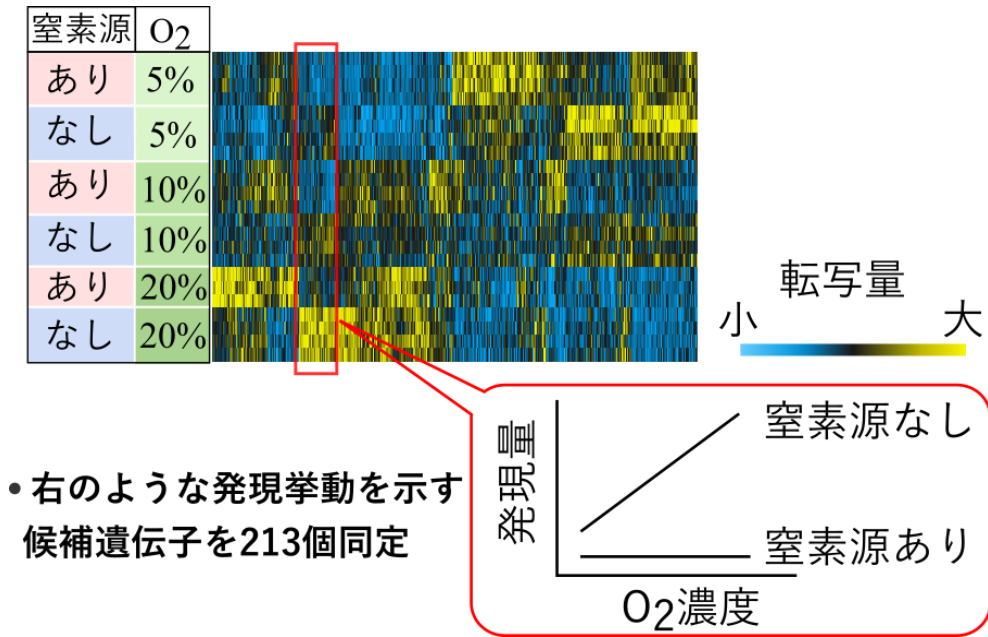 窒素源 O2
あり 5%
なし 5%
あり 10%
なし 10%
あり 20%
なし 20%
転写量
小 大
• 右のような発現挙動を示す
候補遺伝子を213個同定
発現量
窒素源なし
窒素源あり
O2濃度